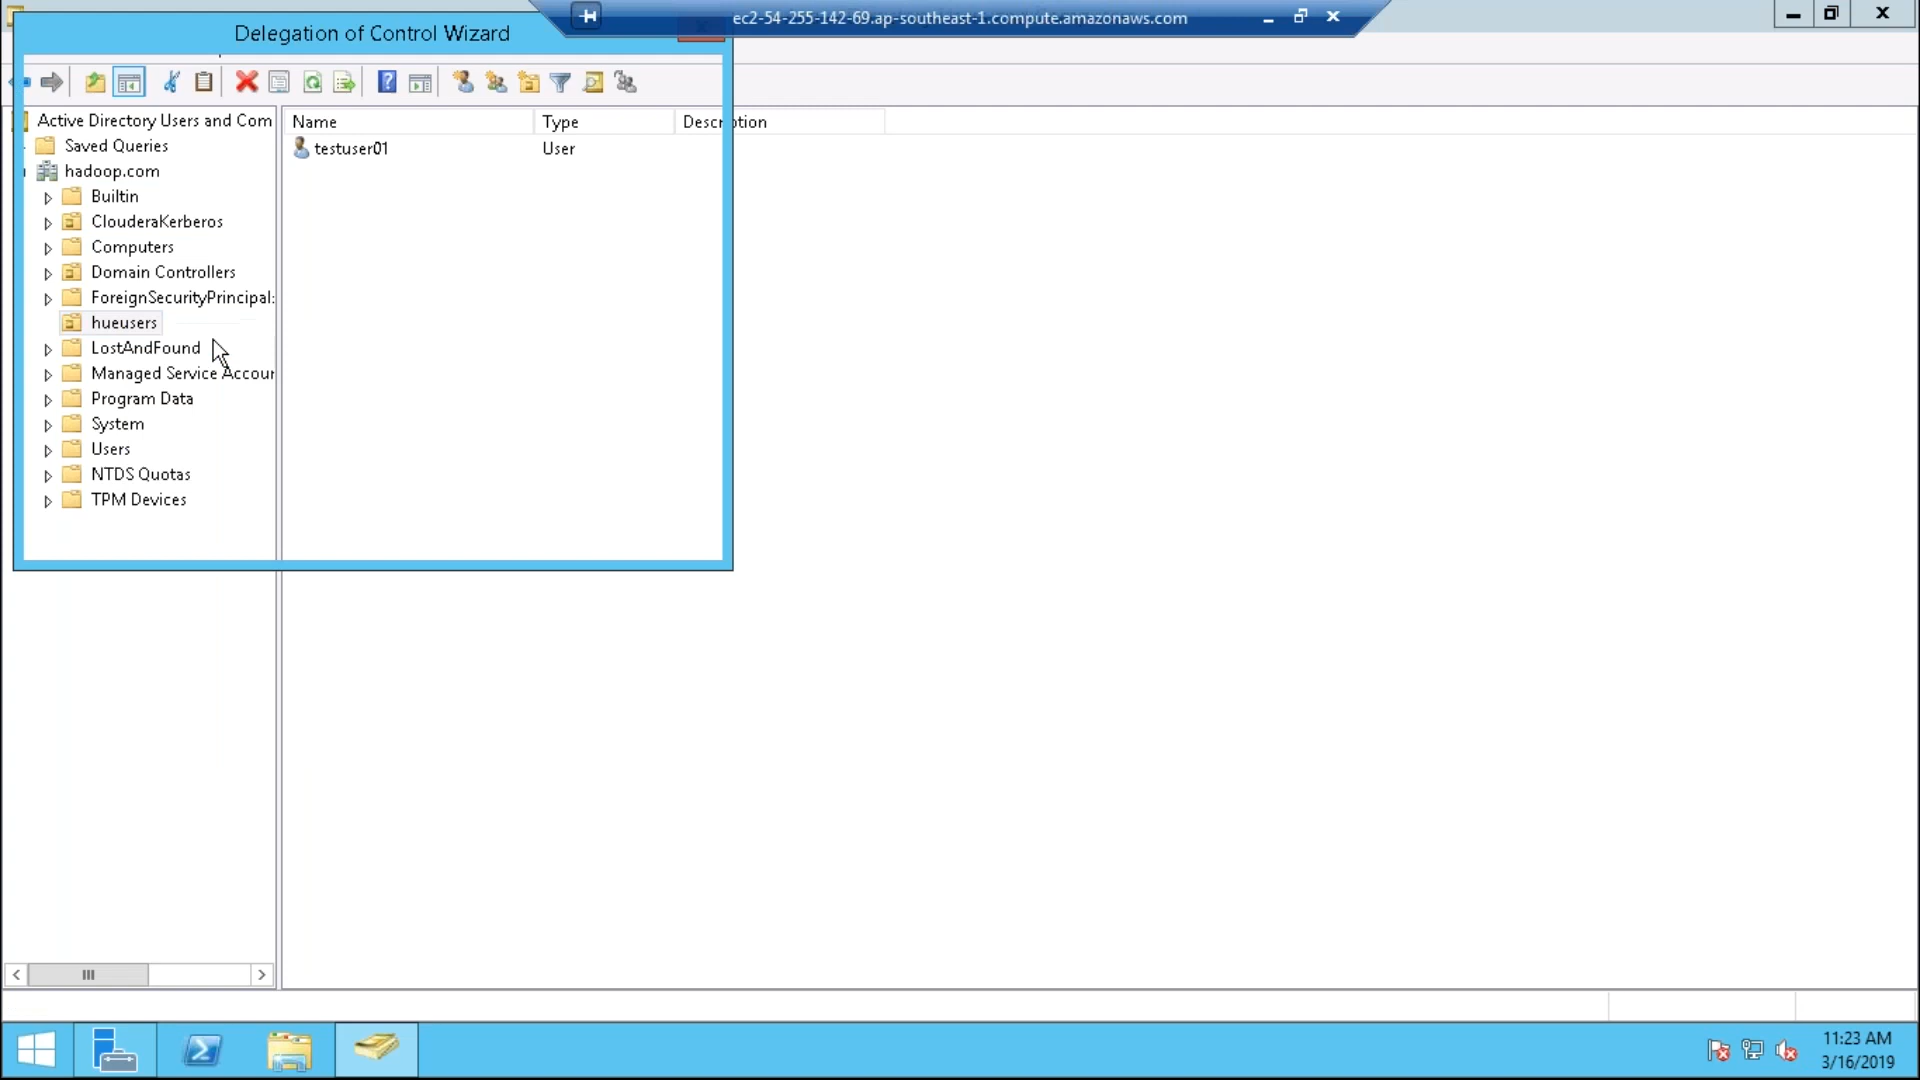 ec2-54-255-142-69.ap-southeast-1.compute.amazonaws.com
Delegation of Control Wizard
Active Directory Users and Com
Name Type Description
Saved Queries
testuser01 User
hadoop.com
Builtin
ClouderaKerberos
Computers
Domain Controllers
ForeignSecurityPrincipal
hueusers
LostAndFound
Managed Service Accour
Program Data
System
Users
NTDS Quotas
TPM Devices
11:23 AM
3/16/2019